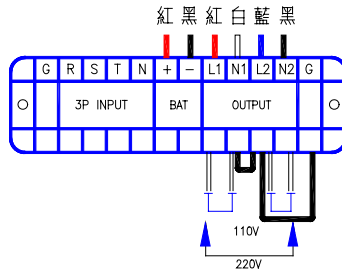 紅 黑 紅 白 藍 黑
G R S T N + − L1 N1 L2 N2 G
3P INPUT BAT OUTPUT
110V
220V